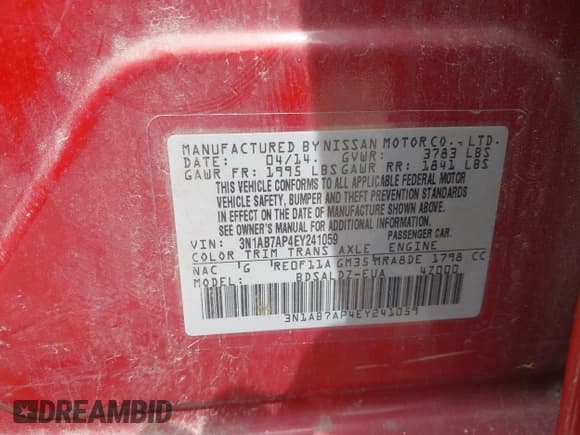 MANUFACTURED BY NISSAN MOTOR CO., LTD.
DATE: 04/14. GVWR: 3783 LBS
GAWR FR: 1995 LBS GAWR RR: 1841 LBS
THIS VEHICLE CONFORMS TO ALL APPLICABLE FEDERAL MOTOR
VEHICLE SAFETY, BUMPER AND THEFT PREVENTION STANDARDS
IN EFFECT ON THE DATE OF MANUFACTURE SHOWN ABOVE.
SEE OWNER'S MANUAL FOR ADDITIONAL INFORMATION.
VIN: 3N1AB7AP4EY241059 PASSENGER CAR.
COLOR TRIM TRANS AXLE ENGINE
NAC 'G 'RE0F11A GM35 MRA8DE 1798 CC
MODEL: BDSALD7-EUA 4Z000
3N1AB7AP4EY241059
DREAMBID